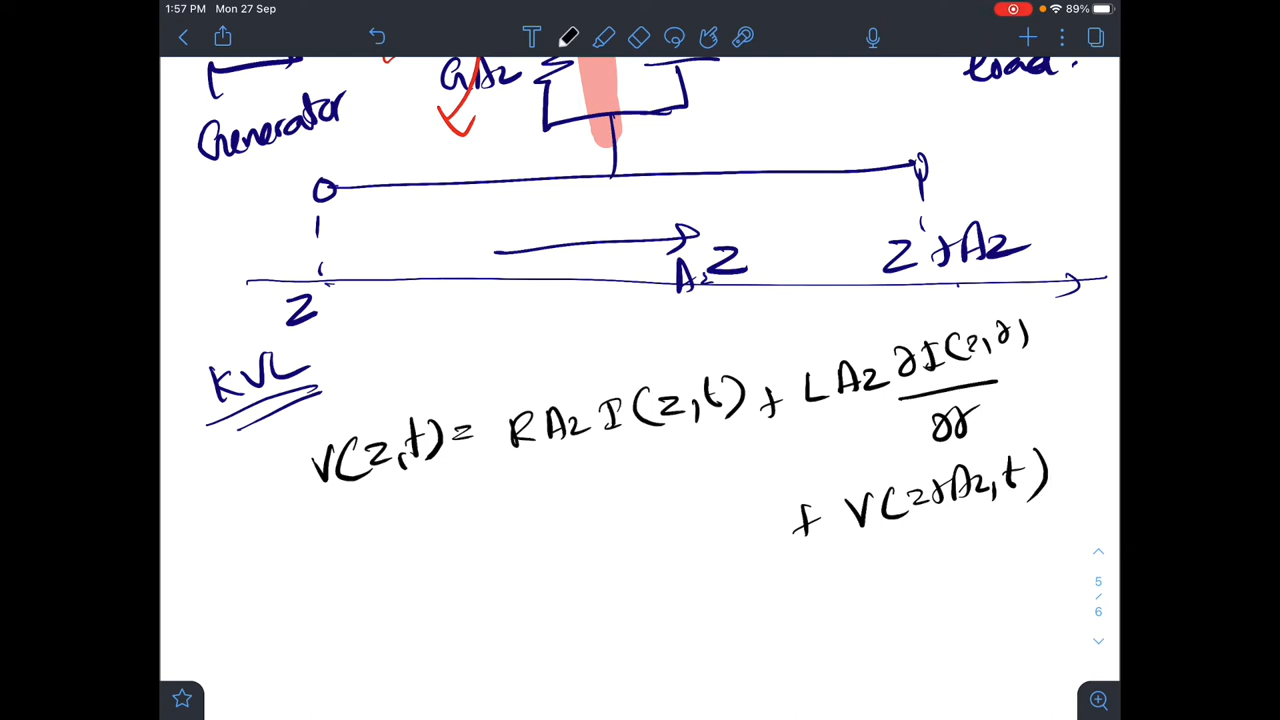 1:57 PM Mon 27 Sep
89%
T
GΔz
load.
Generator
z
z+Δz
Δz
z
KVL
V(z,t) = RΔz I(z,t) + LΔz ∂I(z,t)
∂t
+ V(z+Δz,t)
5
/
6